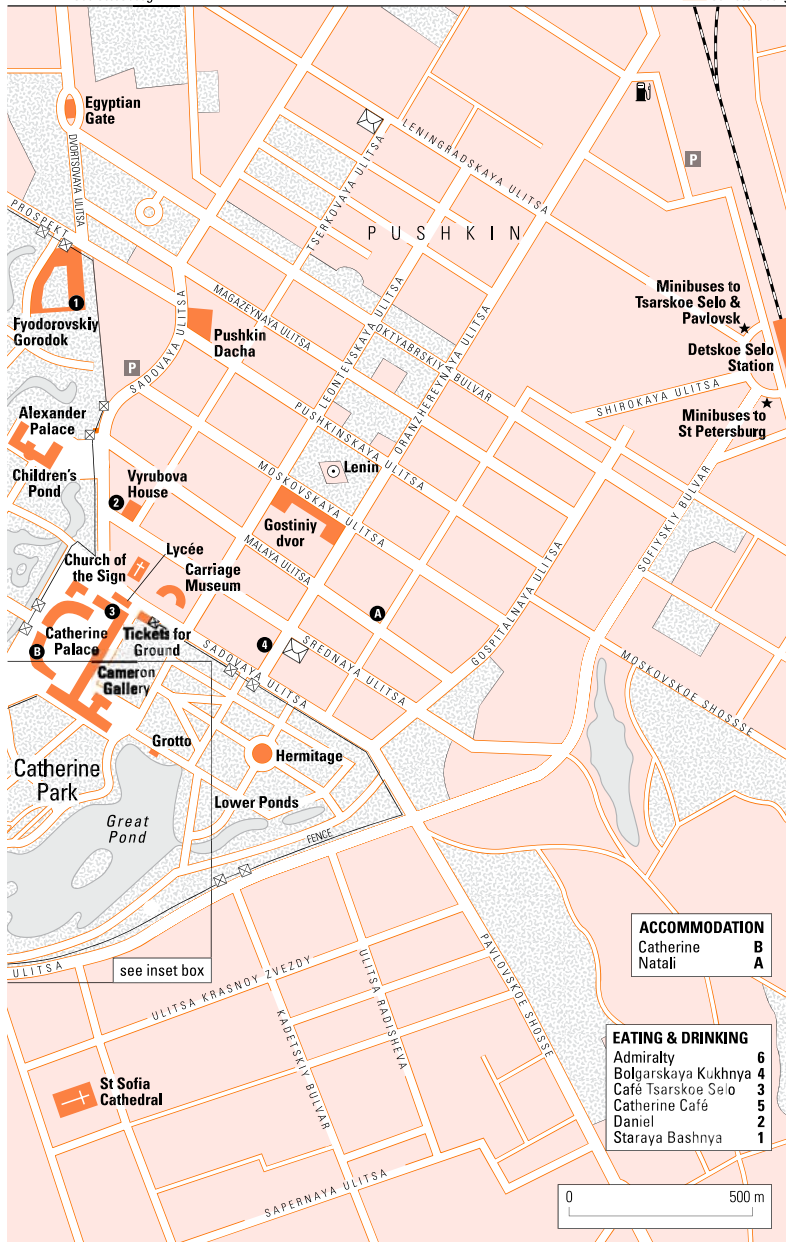 Egyptian
Gate
DVORTSOVAYA ULITSA
LENINGRADSKAYA ULITSA
P
TSERKOVAYA ULITSA
PUSHKIN
PROSPEKT
1
Fyodorovskiy
Gorodok
SADOVAYA ULITSA
MAGAZEYNAYA ULITSA
Pushkin
Dacha
P
LEONTEVSKAYA ULITSA
OKTYABRSKIY BULVAR
ORANZHEREYNAYA ULITSA
Minibuses to
Tsarskoe Selo &
Pavlovsk
Detskoe Selo
Station
SHIROKAYA ULITSA
Minibuses to
St Petersburg
Alexander
Palace
Children's
Pond
PUSHKINSKAYA ULITSA
MOSKOVSKAYA ULITSA
Lenin
2
Vyrubova
House
Gostiniy
dvor
SOFIYSKIY BULVAR
Lycée
Church of
the Sign
Carriage
Museum
MALAYA ULITSA
GOSPITALNAYA ULITSA
3
A
B
Catherine
Palace
Tickets for
Ground
SADOVAYA ULITSA
4
SREDNAYA ULITSA
MOSKOVSKOE SHOSSSE
Cameron
Gallery
Grotto
Hermitage
Catherine
Park
Great
Pond
Lower Ponds
FENCE
see inset box
ULITSA
ULITSA KRASNOY ZVEZDY
KADETSKIY BULVAR
ULITSA RADISHEVA
PAVLOVSKOE SHOSSE
St Sofia
Cathedral
SAPERNAYA ULITSA
ACCOMMODATION
Catherine B
Natali A
EATING & DRINKING
Admiralty 6
Bolgarskaya Kukhnya 4
Café Tsarskoe Selo 3
Catherine Café 5
Daniel 2
Staraya Bashnya 1
0 500 m